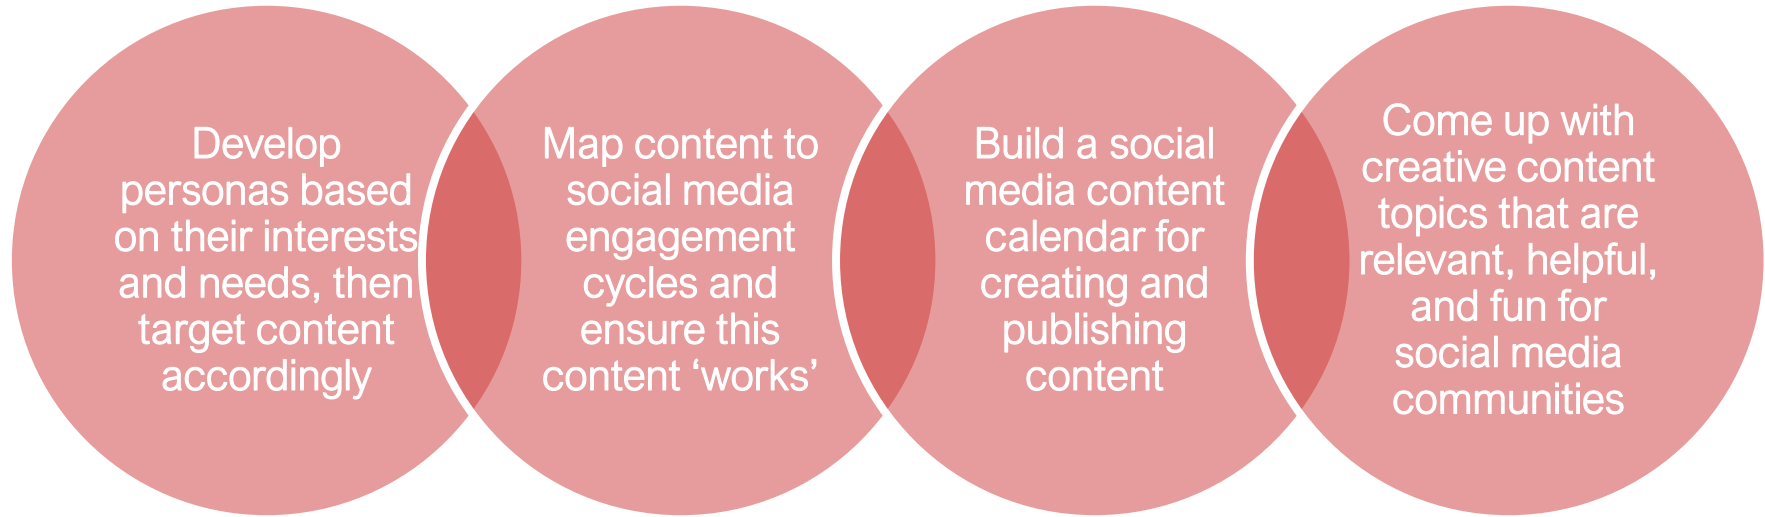 Develop
personas based
on their interests
and needs, then
target content
accordingly
Map content to
social media
engagement
cycles and
ensure this
content ‘works’
Build a social
media content
calendar for
creating and
publishing
content
Come up with
creative content
topics that are
relevant, helpful,
and fun for
social media
communities